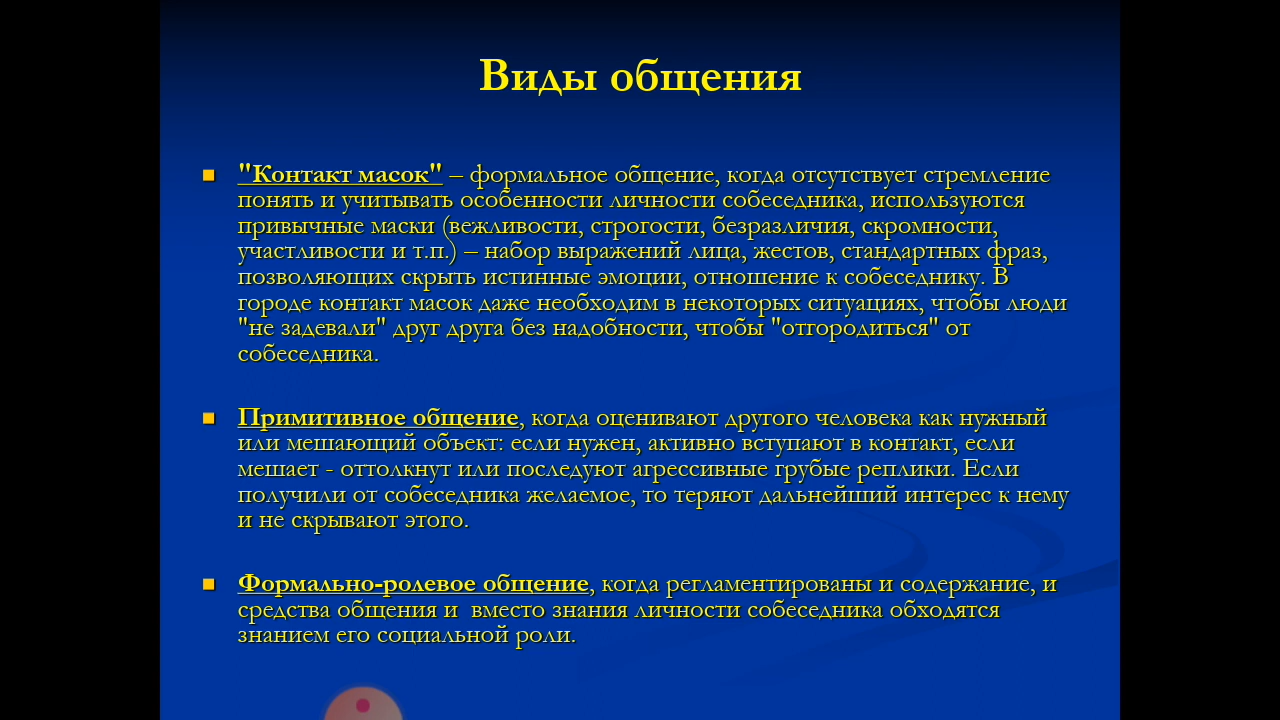 Виды общения
"Контакт масок" – формальное общение, когда отсутствует стремление
понять и учитывать особенности личности собеседника, используются
привычные маски (вежливости, строгости, безразличия, скромности,
участливости и т.п.) – набор выражений лица, жестов, стандартных фраз,
позволяющих скрыть истинные эмоции, отношение к собеседнику. В
городе контакт масок даже необходим в некоторых ситуациях, чтобы люди
"не задевали" друг друга без надобности, чтобы "отгородиться" от
собеседника.
Примитивное общение, когда оценивают другого человека как нужный
или мешающий объект: если нужен, активно вступают в контакт, если
мешает - оттолкнут или последуют агрессивные грубые реплики. Если
получили от собеседника желаемое, то теряют дальнейший интерес к нему
и не скрывают этого.
Формально-ролевое общение, когда регламентированы и содержание, и
средства общения и  вместо знания личности собеседника обходятся
знанием его социальной роли.